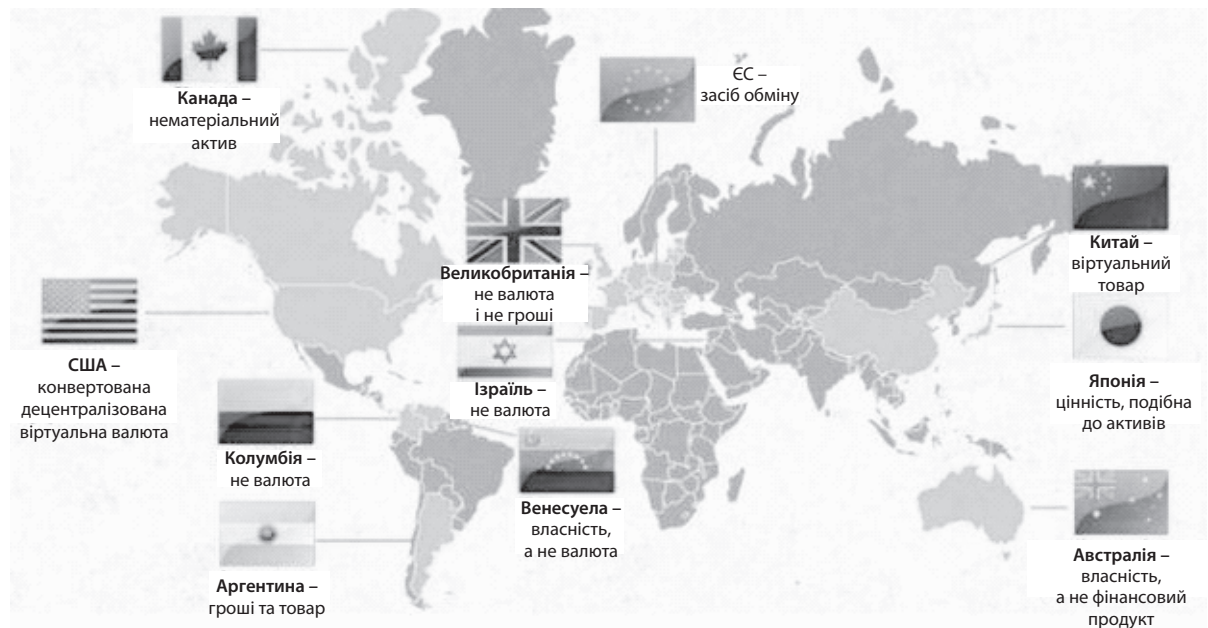 Канада –
нематеріальний
актив
ЄС –
засіб обміну
Китай –
віртуальний
товар
Великобританія –
не валюта
і не гроші
США –
конвертована
децентралізована
віртуальна валюта
Ізраїль –
не валюта
Японія –
цінність, подібна
до активів
Колумбія –
не валюта
Венесуела –
власність,
а не валюта
Аргентина –
гроші та товар
Австралія –
власність,
а не фінансовий
продукт